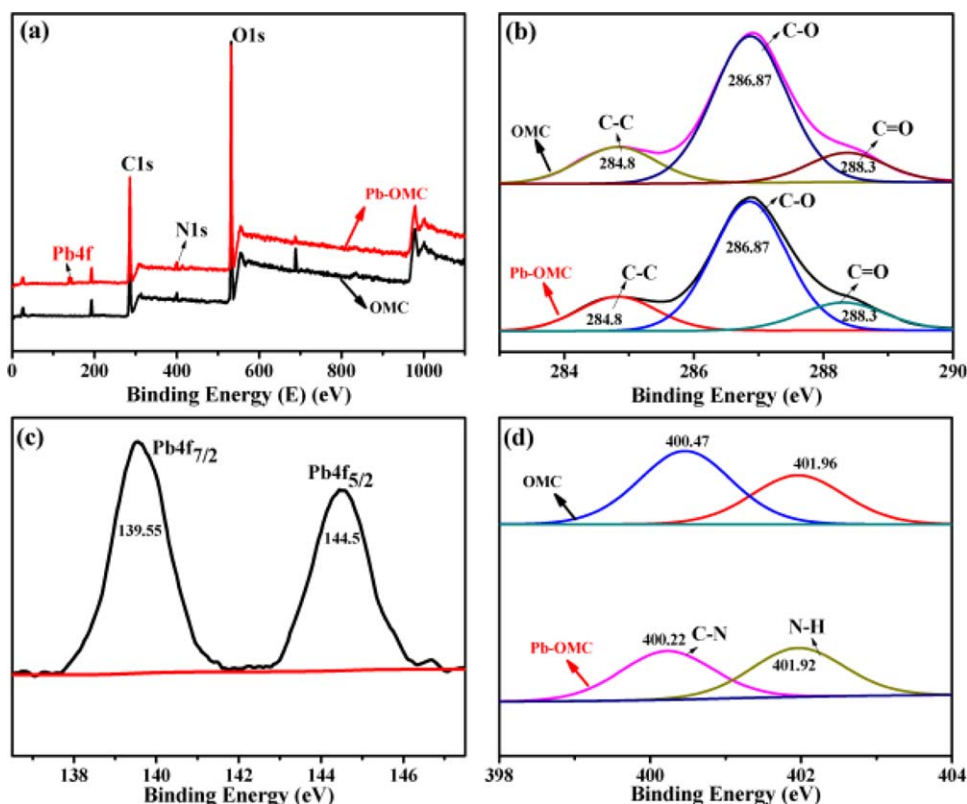 (a)
O1s
C1s
Pb-OMC
Pb4f
N1s
OMC
0 200 400 600 800 1000
Binding Energy (E) (eV)
(b)
C-O
286.87
C-C
C=O
OMC
284.8
288.3
C-O
286.87
Pb-OMC
C-C
C=O
284.8
288.3
284 286 288 290
Binding Energy (eV)
(c)
Pb4f7/2
Pb4f5/2
139.55
144.5
138 140 142 144 146
Binding Energy (eV)
(d)
400.47
401.96
OMC
400.22
C-N
N-H
Pb-OMC
401.92
398 400 402 404
Binding Energy (eV)